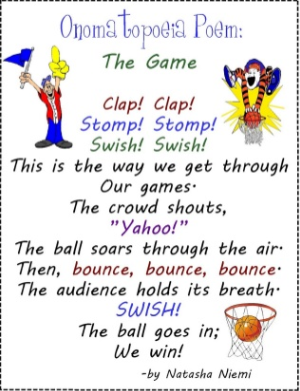 Onomatopoeia Poem:
The Game
Clap! Clap!
Stomp! Stomp!
Swish! Swish!
This is the way we get through
Our games.
The crowd shouts,
"Yahoo!"
The ball soars through the air.
Then, bounce, bounce, bounce.
The audience holds its breath.
SWISH!
The ball goes in;
We win!
-by Natasha Niemi